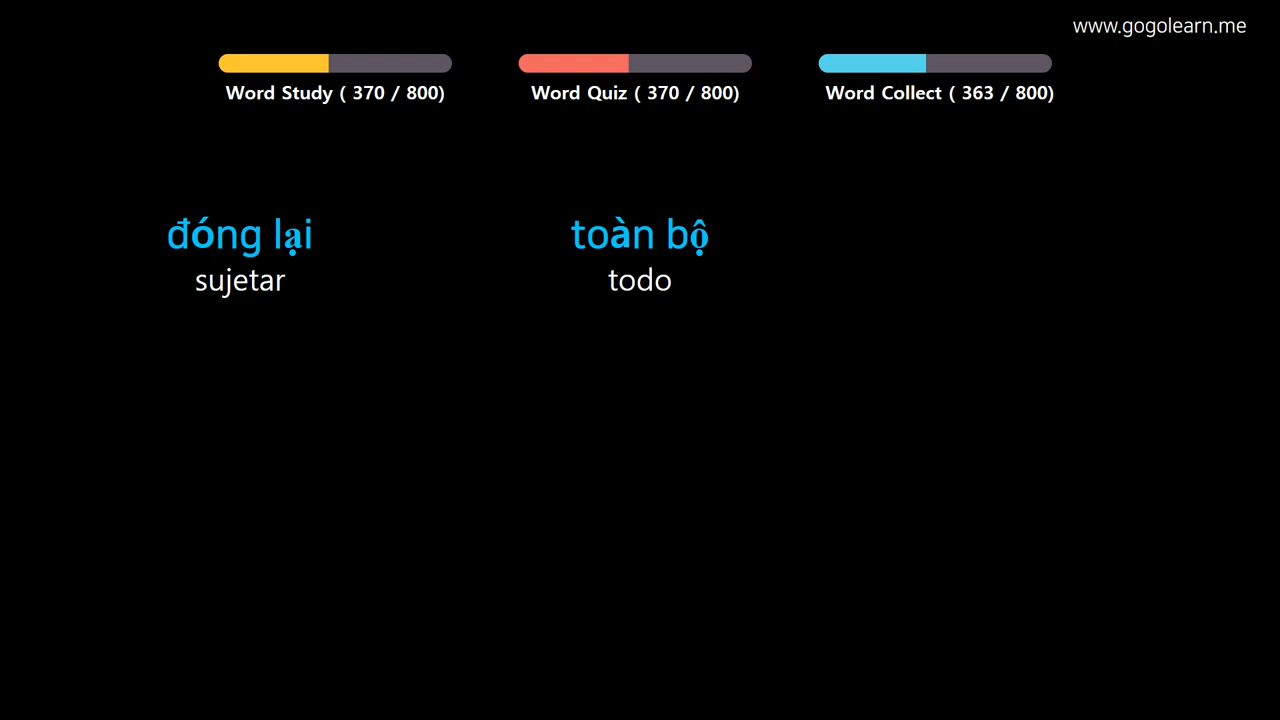 www.gogolearn.me
Word Study ( 370 / 800)
Word Quiz ( 370 / 800)
Word Collect ( 363 / 800)
đóng lại
sujetar
toàn bộ
todo